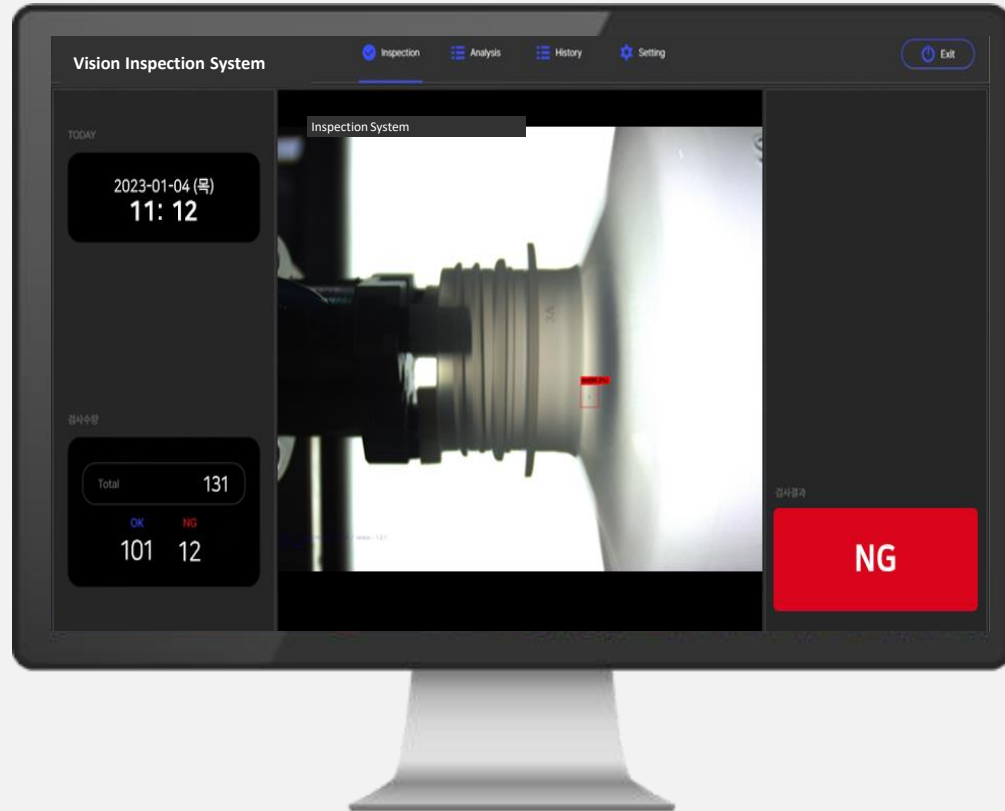 Vision Inspection System
Inspection
Analysis
History
Setting
Exit
TODAY
2023-01-04 (목)
11: 12
Inspection System
3A
검사수량
Total 131
OK NG
101 12
검사결과
NG